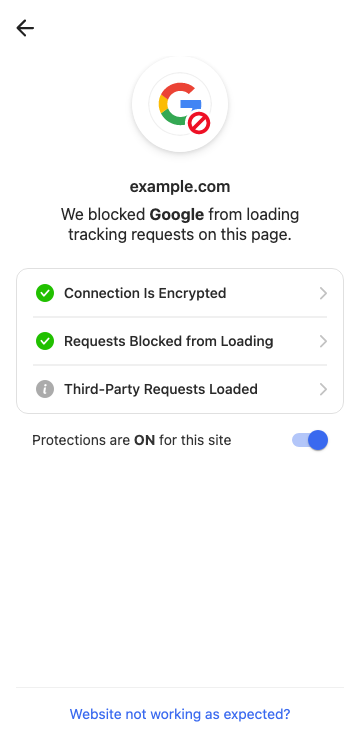 example.com
We blocked Google from loading
tracking requests on this page.
Connection Is Encrypted
Requests Blocked from Loading
Third-Party Requests Loaded
Protections are ON for this site
Website not working as expected?